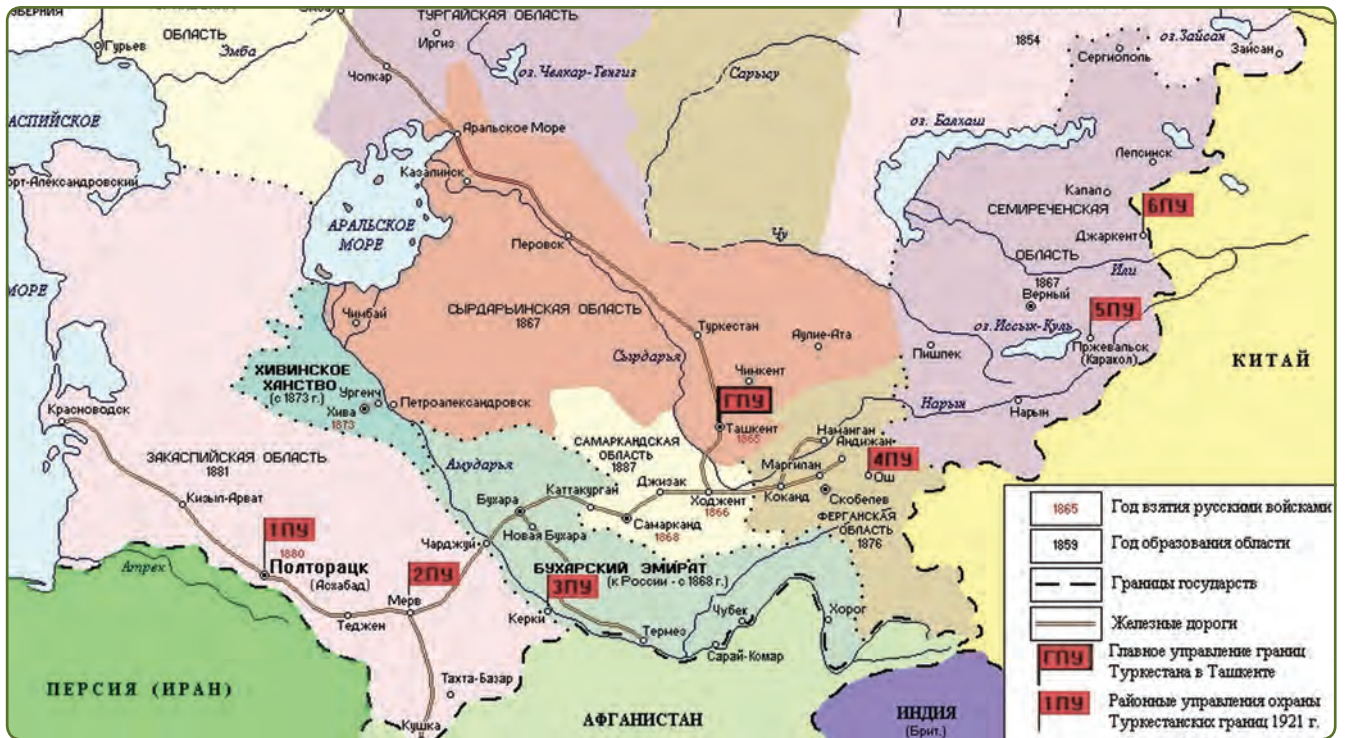 ОБЛАСТЬ
Гурьев
Эмба
ТУРГАЙСКАЯ ОБЛАСТЬ
Иргиз
оз. Челкар-Тенгиз
Чолкар
Сарысу
1854
Сергиополь
оз. Зайсан
Зайсан
АСПИЙСКОЕ
орт-Александровский
МОРЕ
Аральское Море
Казалинск
АРАЛЬСКОЕ
МОРЕ
Перовск
оз. Балхаш
Лепсинск
Капал
СЕМИРЕЧЕНСКАЯ
6ПУ
Джаркент
ОБЛАСТЬ
1867
Или
Верный
Чу
5ПУ
оз. Иссык-Куль
Пржевальск
(Каракол)
Пишпек
КИТАЙ
Нарын
Нарын
Чимбай
СЫРДАРЬИНСКАЯ ОБЛАСТЬ
1867
Туркестан
Аулие-Ата
Сырдарья
Чимкент
ГПУ
Ташкент
1865
ХИВИНСКОЕ
ХАНСТВО
(с 1873 г.)
Ургенч
Хива
1873
Петроалександровск
Красноводск
ЗАКАСПИЙСКАЯ ОБЛАСТЬ
1881
Амударья
САМАРКАНДСКАЯ
ОБЛАСТЬ
1887
Наманган
Андижан
4ПУ
Маргилан
Ош
Кизыл-Арват
Бухара
Каттакурган
Джизак
Ходжент
1866
Коканд
Скобелев
Самарканд
1868
ФЕРГАНСКАЯ
ОБЛАСТЬ
1876
Новая Бухара
Чарджуй
1ПУ
1880
Полторацк
(Асхабад)
Атрек
2ПУ
Мерв
Теджен
БУХАРСКИЙ ЭМИРАТ
(к России - с 1868 г.)
3ПУ
Керки
Термез
Чубек
Хорог
Сарай-Комар
Тахта-Базар
Кушка
ПЕРСИЯ (ИРАН)
АФГАНИСТАН
ИНДИЯ
(Брит.)
1865
Год взятия русскими войсками
1859
Год образования области
Границы государств
Железные дороги
ГПУ
Главное управление границ
Туркестана в Ташкенте
1ПУ
Районные управления охраны
Туркестанских границ 1921 г.